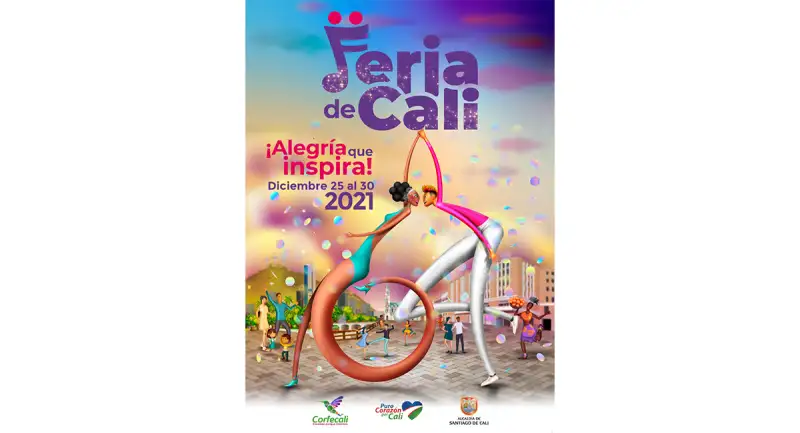 Feria
de Cali
¡Alegría que
inspira!
Diciembre 25 al 30
2021
Corfecali
Puro
Corazón
por
Cali
ALCALDÍA DE
SANTIAGO DE CALI